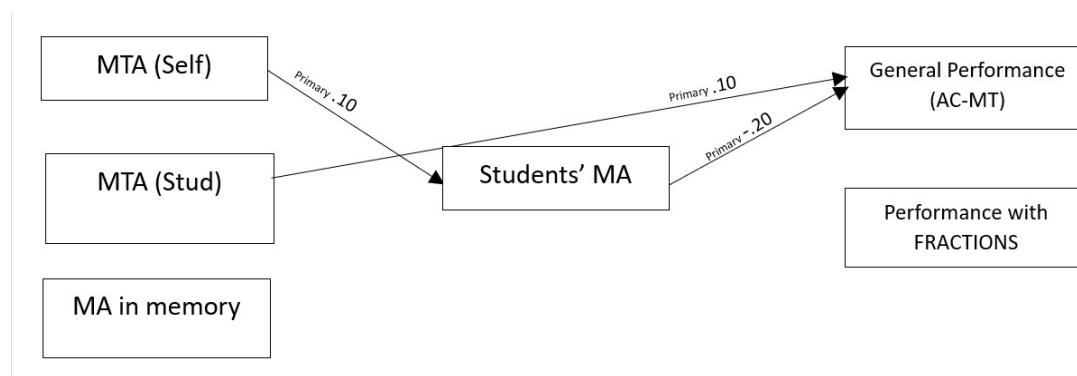 MTA (Self)
Primary .10
MTA (Stud)
MA in memory
Students’ MA
Primary .10
Primary -.20
General Performance
(AC-MT)
Performance with
FRACTIONS